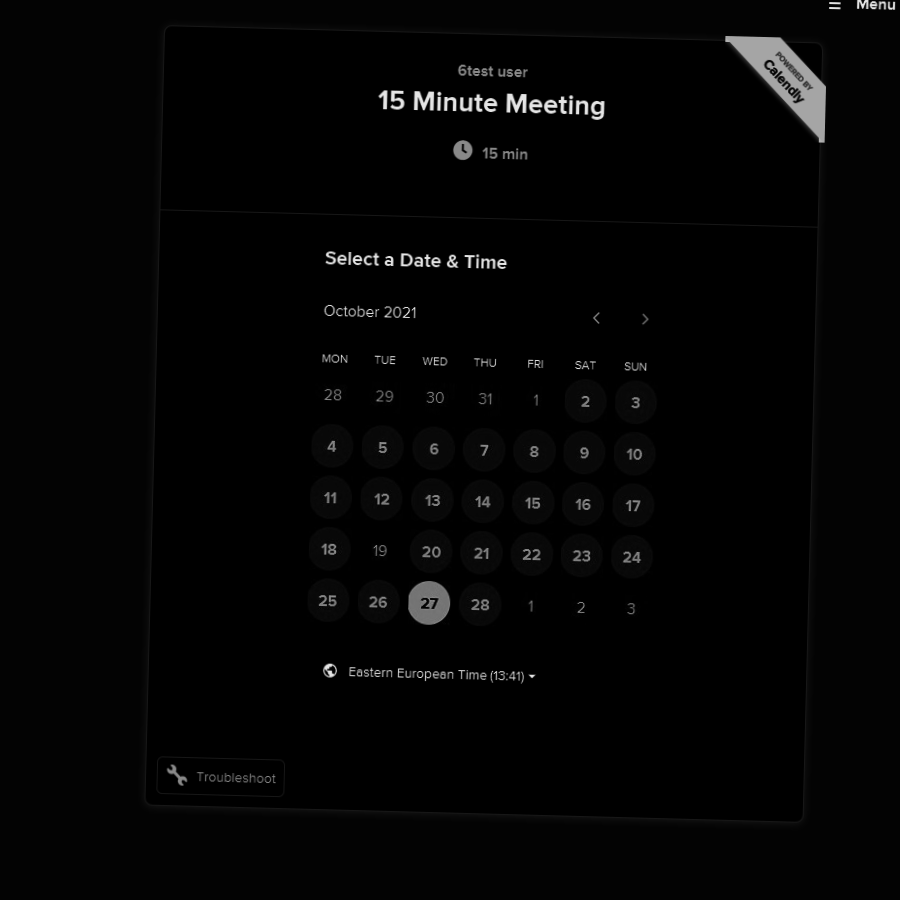 ☰ Menu
POWERED BY
Calendly
6test user
15 Minute Meeting
15 min
Select a Date & Time
October 2021
MON TUE WED THU FRI SAT SUN
28 29 30 31 1 2 3
4 5 6 7 8 9 10
11 12 13 14 15 16 17
18 19 20 21 22 23 24
25 26 27 28 1 2 3
Eastern European Time (13:41)
Troubleshoot